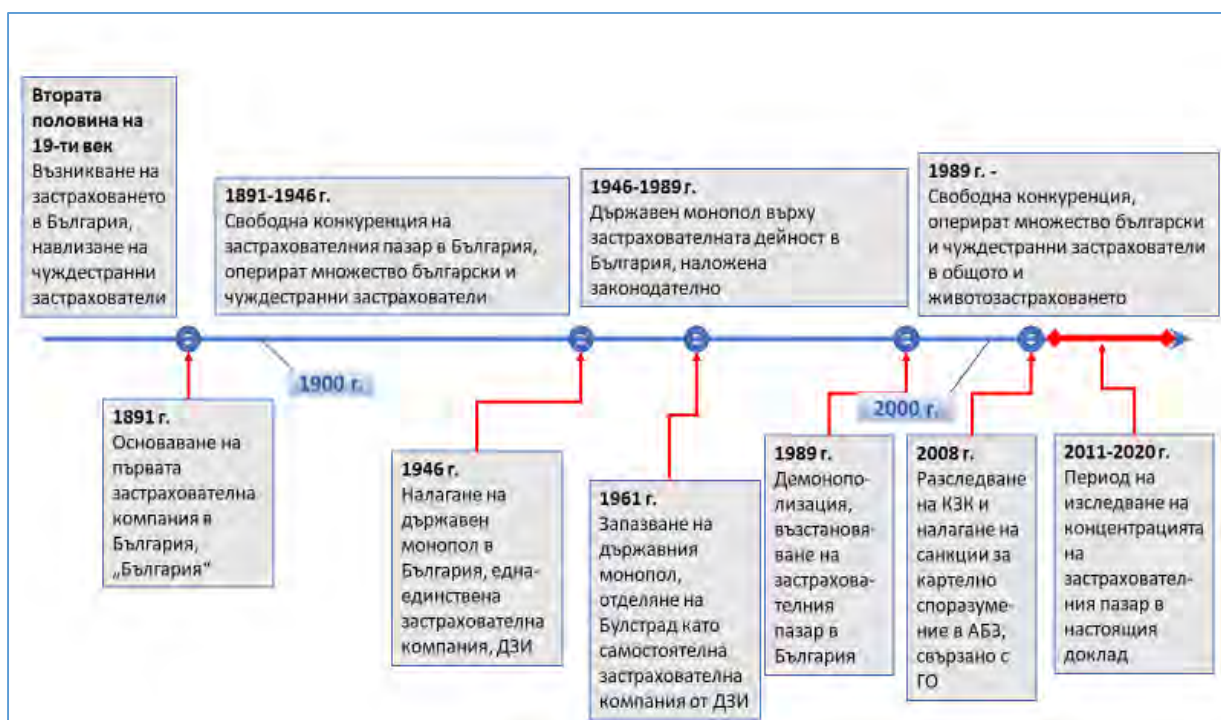 Втората
половина на
19-ти век
Възникване на
застраховането
в България,
навлизане на
чуждестранни
застрахователи
1891-1946 г.
Свободна конкуренция на
застрахователния пазар в България,
оперират множество български и
чуждестранни застрахователи
1946-1989 г.
Държавен монопол върху
застрахователната дейност в
България, наложена
законодателно
1989 г. -
Свободна конкуренция,
оперират множество български
и чуждестранни застрахователи
в общото и
животозастраховането
1900 г.
2000 г.
1891 г.
Основаване на
първата
застрахователна
компания в
България,
„България“
1946 г.
Налагане на
държавен
монопол в
България, една-
единствена
застрахователна
компания, ДЗИ
1961 г.
Запазване на
държавния
монопол,
отделяне на
Булстрад като
самостоятелна
застрахователна
компания от ДЗИ
1989 г.
Демонопо-
лизация,
възстановя-
ване на
застрахова-
телния
пазар в
България
2008 г.
Разследване
на КЗК и
налагане на
санкции за
картелно
споразуме-
ние в АБЗ,
свързано с
ГО
2011-2020 г.
Период на
изследване на
концентрацията
на
застраховател-
ния пазар в
настоящия
доклад